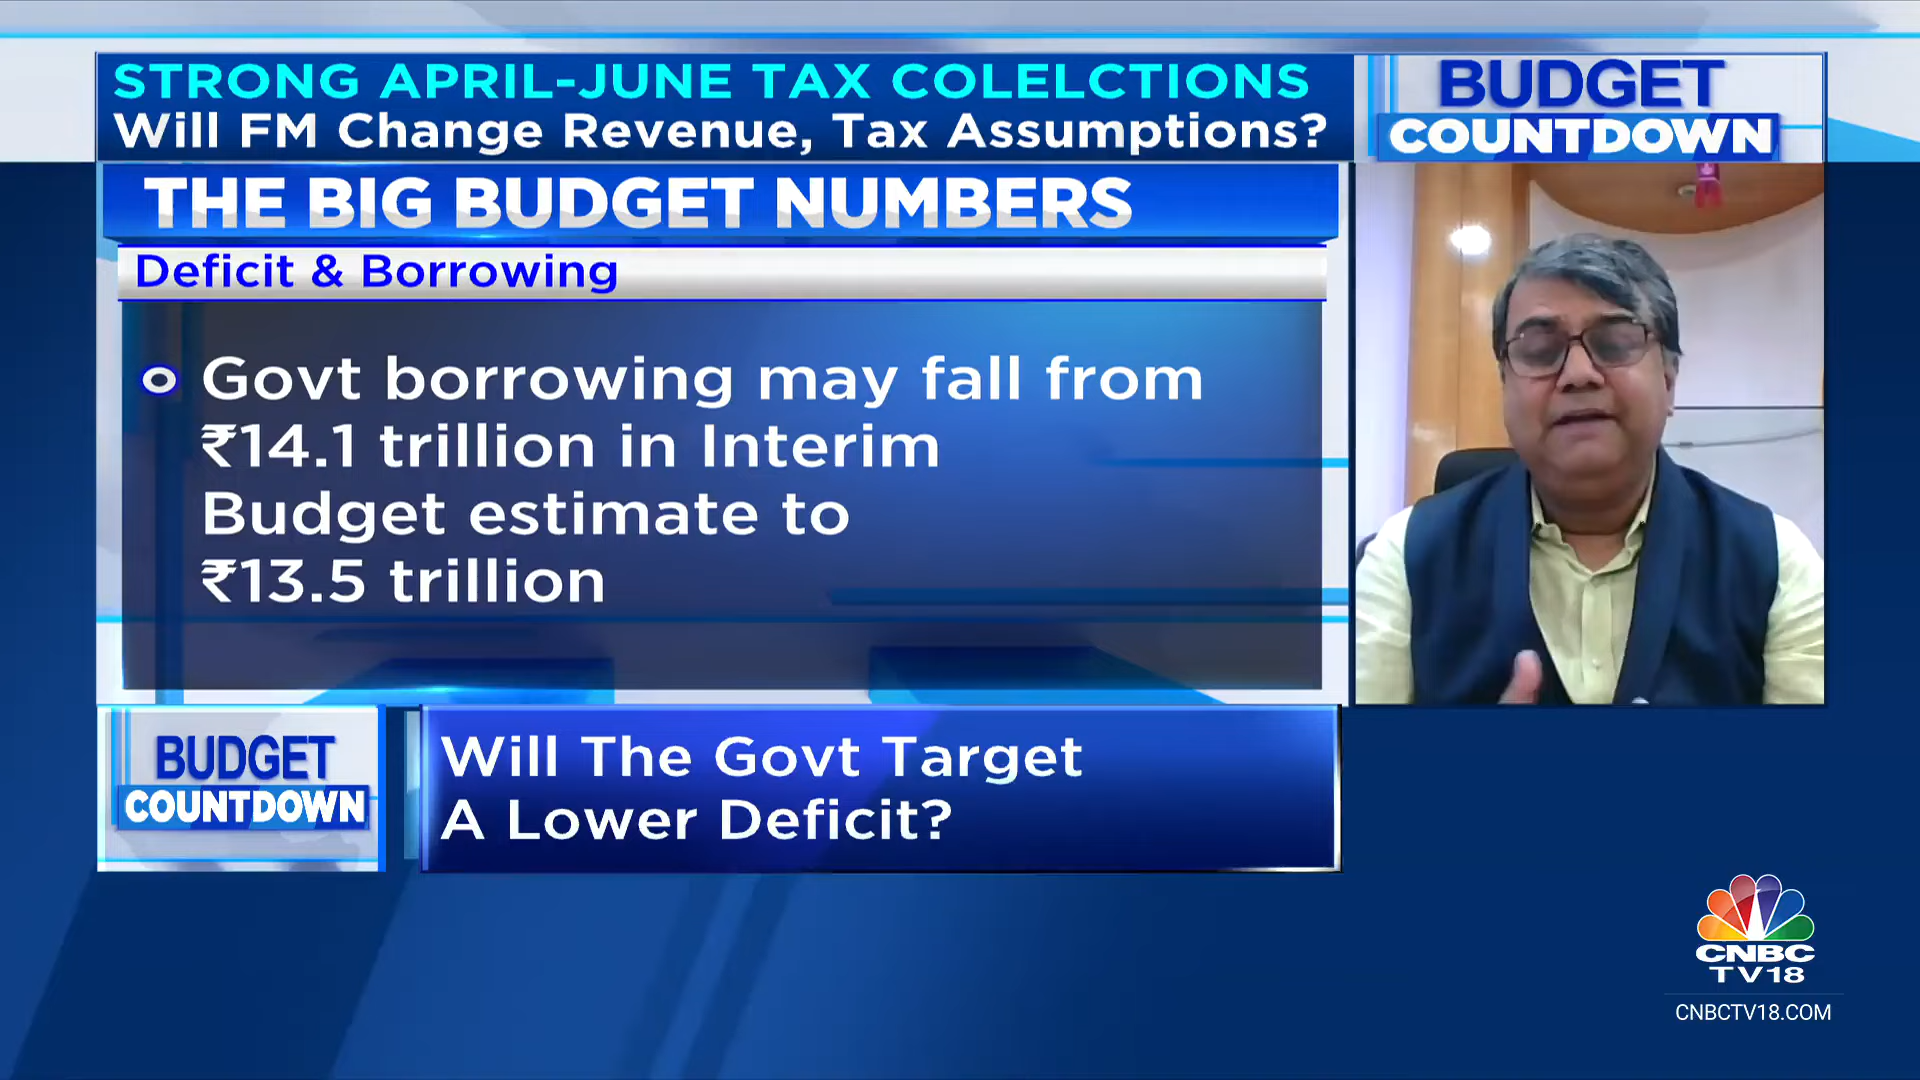 STRONG APRIL-JUNE TAX COLELCTIONS
Will FM Change Revenue, Tax Assumptions?
BUDGET
COUNTDOWN
THE BIG BUDGET NUMBERS
Deficit & Borrowing
Govt borrowing may fall from
₹14.1 trillion in Interim
Budget estimate to
₹13.5 trillion
BUDGET
COUNTDOWN
Will The Govt Target
A Lower Deficit?
CNBC
TV18
CNBCTV18.COM